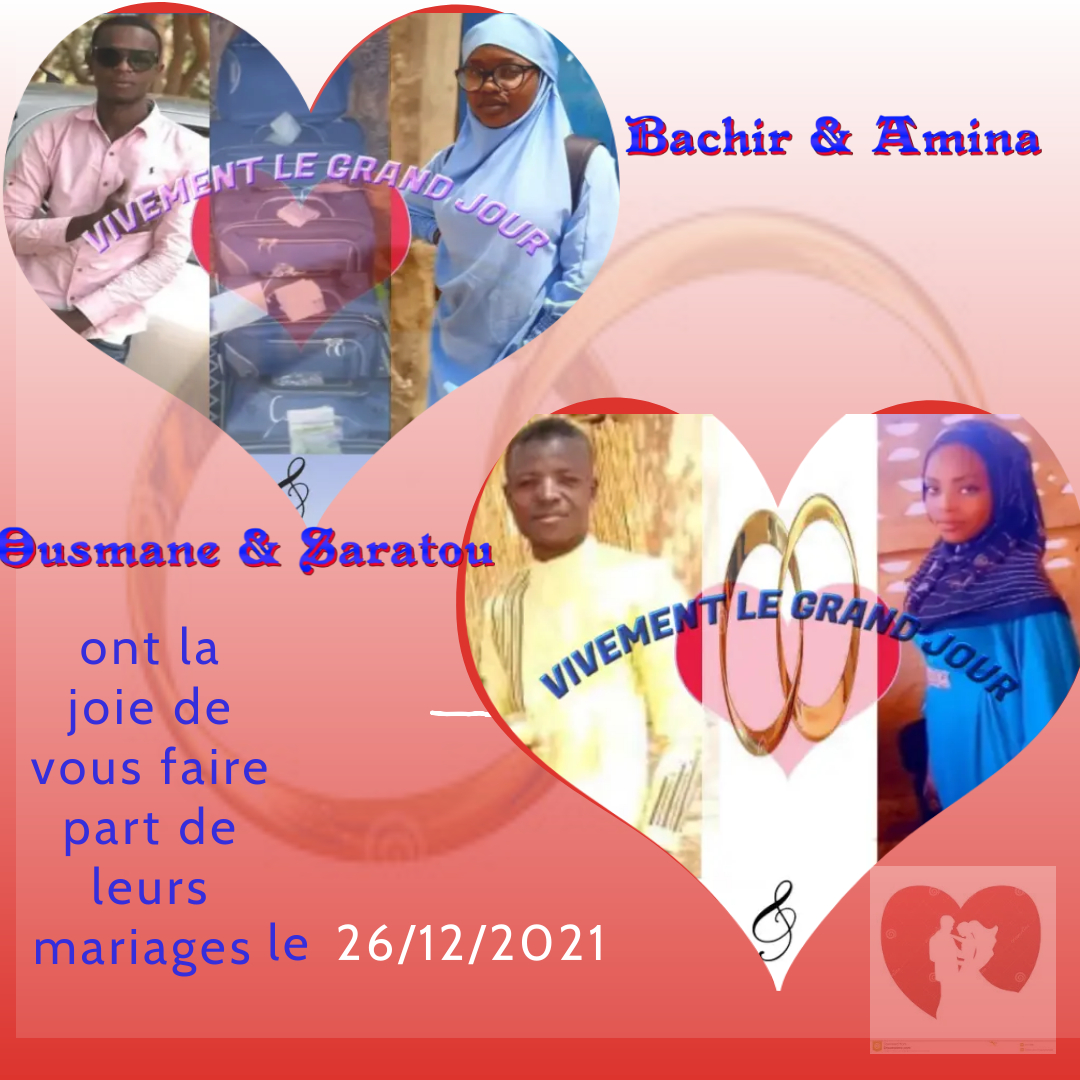 Bachir & Amina
VIVEMENT LE GRAND JOUR
Ousmane & Saratou
VIVEMENT LE GRAND JOUR
ont la
joie de
vous faire
part de
leurs
mariages le 26/12/2021